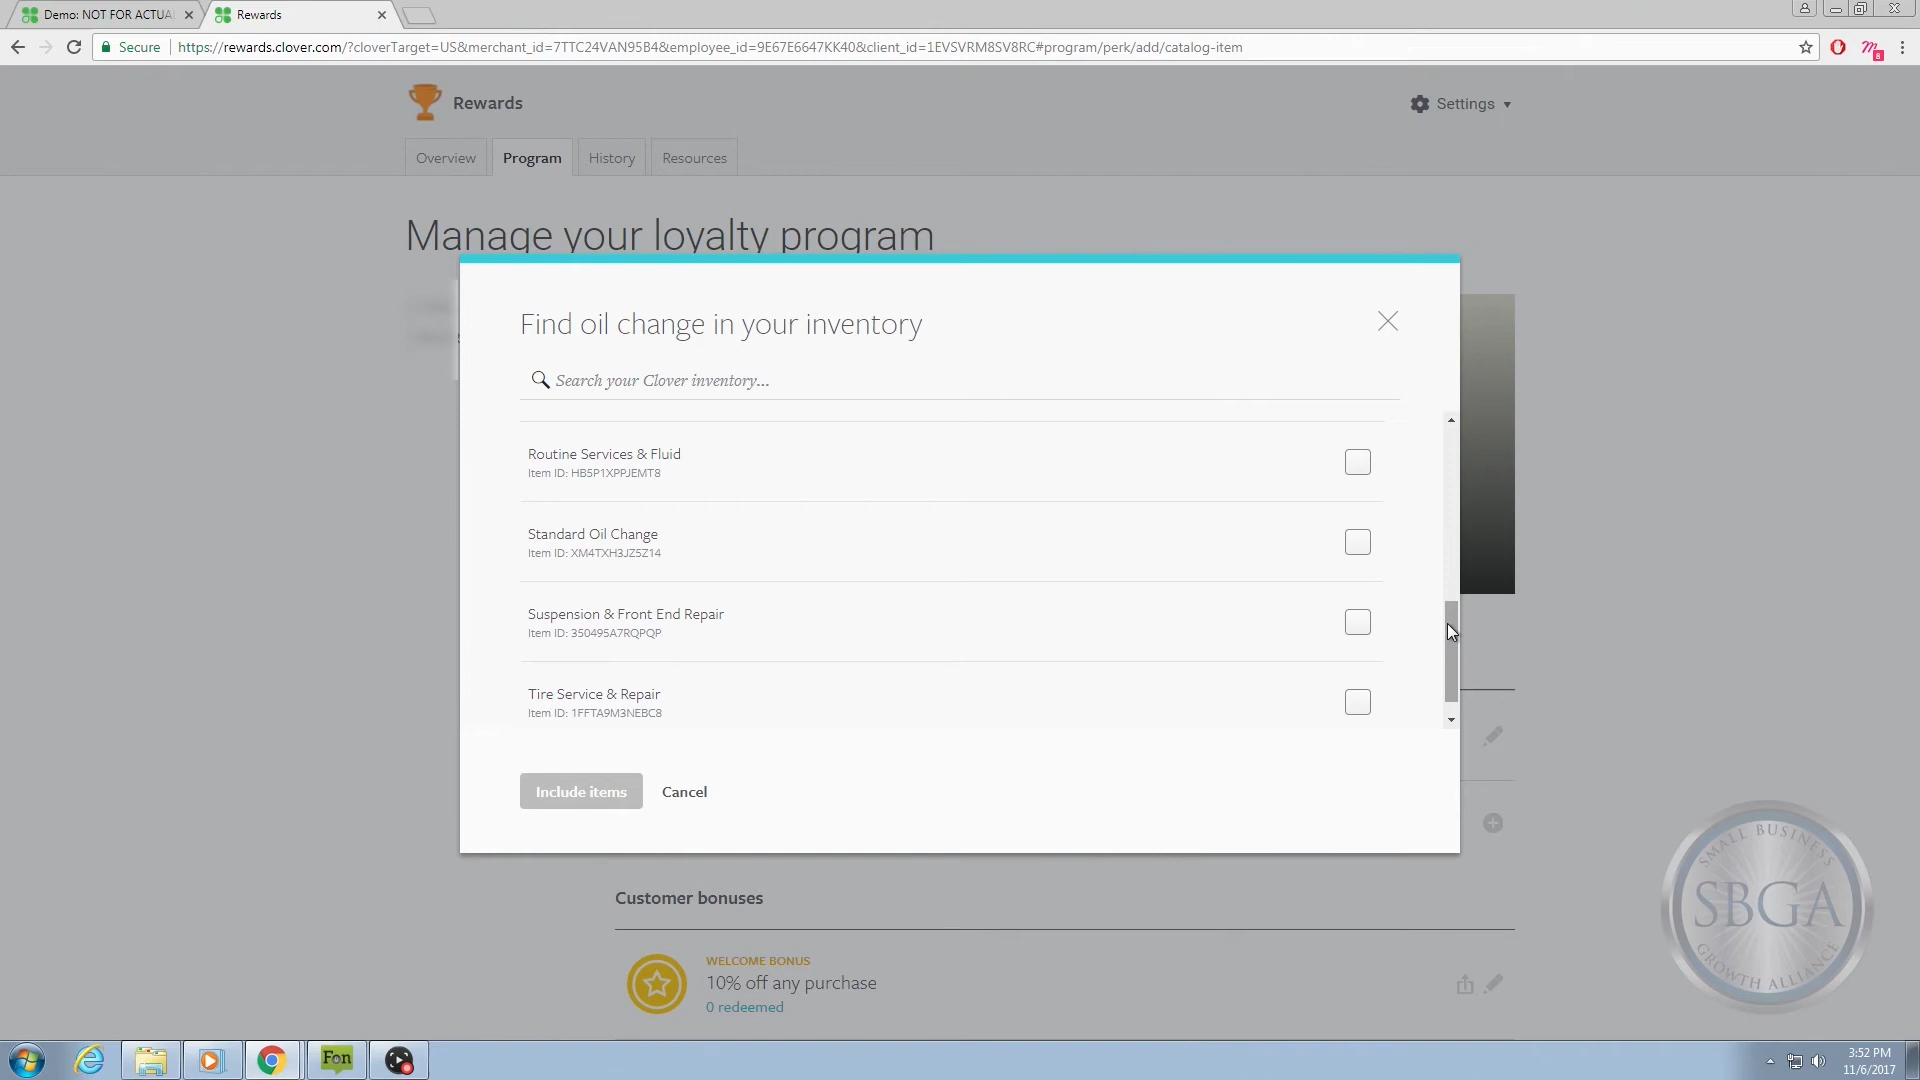 Demo: NOT FOR ACTUA
Rewards
Secure
https://rewards.clover.com/?cloverTarget=US&merchant_id=7TTC24VAN95B4&employee_id=9E67E6647KK40&client_id=1EVSVRM8SV8RC#program/perk/add/catalog-item
8
Rewards
Settings
Overview
Program
History
Resources
Manage your loyalty program
Find oil change in your inventory
Search your Clover inventory...
Routine Services & Fluid
Item ID: HB5P1XPPJEMT8
Standard Oil Change
Item ID: XM4TXH3JZ5Z14
Suspension & Front End Repair
Item ID: 350495A7RQPQP
Tire Service & Repair
Item ID: 1FFTA9M3NEBC8
Include items
Cancel
Customer bonuses
WELCOME BONUS
10% off any purchase
0 redeemed
SMALL BUSINESS
SBGA
GROWTH ALLIANCE
Fon
3:52 PM
11/6/2017